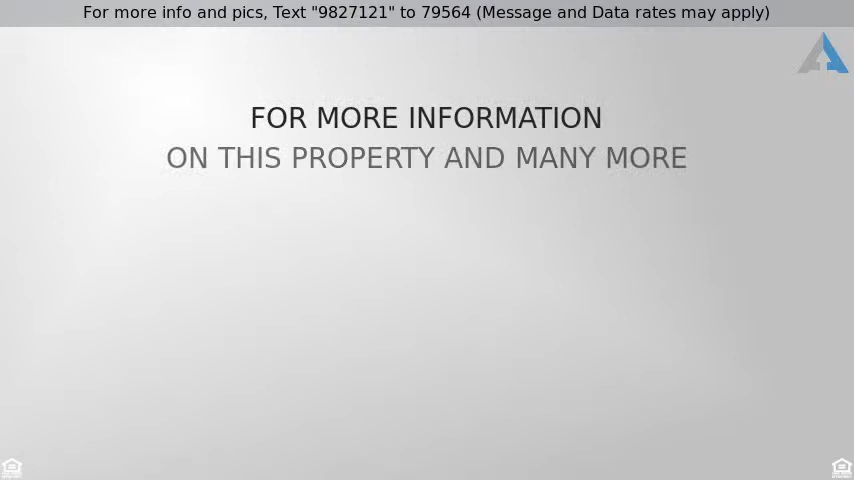 For more info and pics, Text "9827121" to 79564 (Message and Data rates may apply)
FOR MORE INFORMATION
ON THIS PROPERTY AND MANY MORE